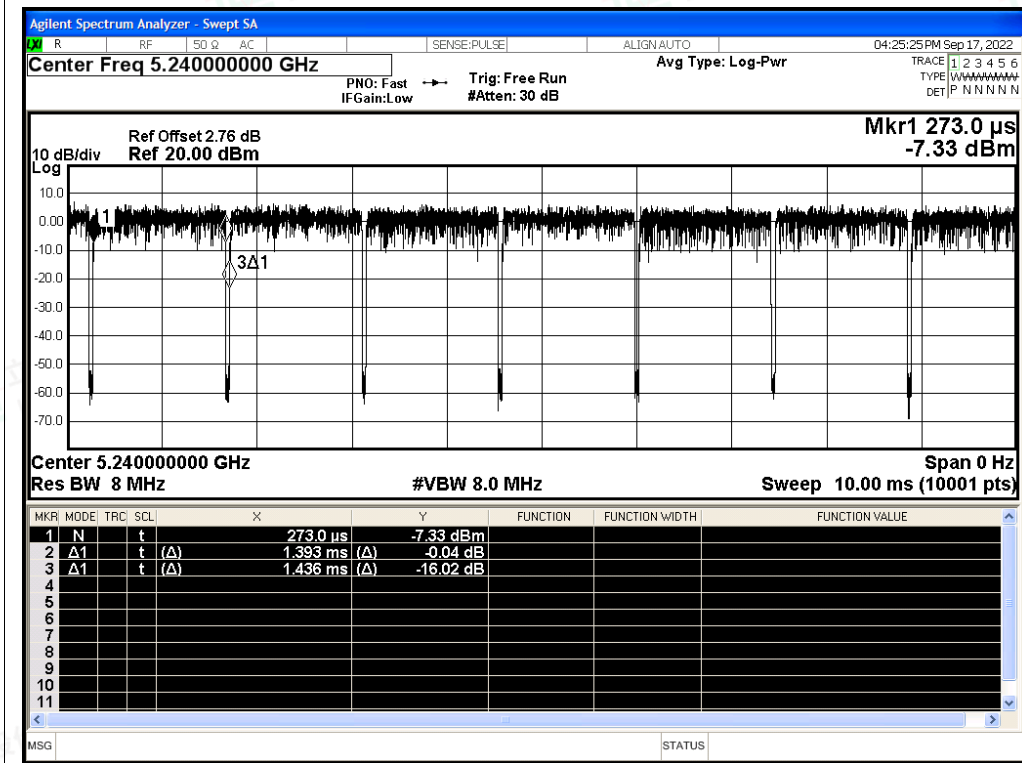 Agilent Spectrum Analyzer - Swept SA
LXI R RF 50 Ω AC SENSE:PULSE ALIGN AUTO 04:25:25 PM Sep 17, 2022
Center Freq 5.240000000 GHz
PNO: Fast
IFGain:Low
Trig: Free Run
#Atten: 30 dB
Avg Type: Log-Pwr
TRACE 1 2 3 4 5 6
TYPE WWWWWW
DET P N N N N N
Mkr1 273.0 µs
-7.33 dBm
Ref Offset 2.76 dB
10 dB/div Ref 20.00 dBm
Log
10.0
0.00
-10.0
-20.0
-30.0
-40.0
-50.0
-60.0
-70.0
1
3Δ1
Center 5.240000000 GHz Span 0 Hz
Res BW 8 MHz #VBW 8.0 MHz Sweep 10.00 ms (10001 pts)
MKR MODE TRC SCL X Y FUNCTION FUNCTION WIDTH FUNCTION VALUE
1 N t 273.0 µs -7.33 dBm
2 Δ1 t (Δ) 1.393 ms (Δ) -0.04 dB
3 Δ1 t (Δ) 1.436 ms (Δ) -16.02 dB
4
5
6
7
8
9
10
11
MSG STATUS